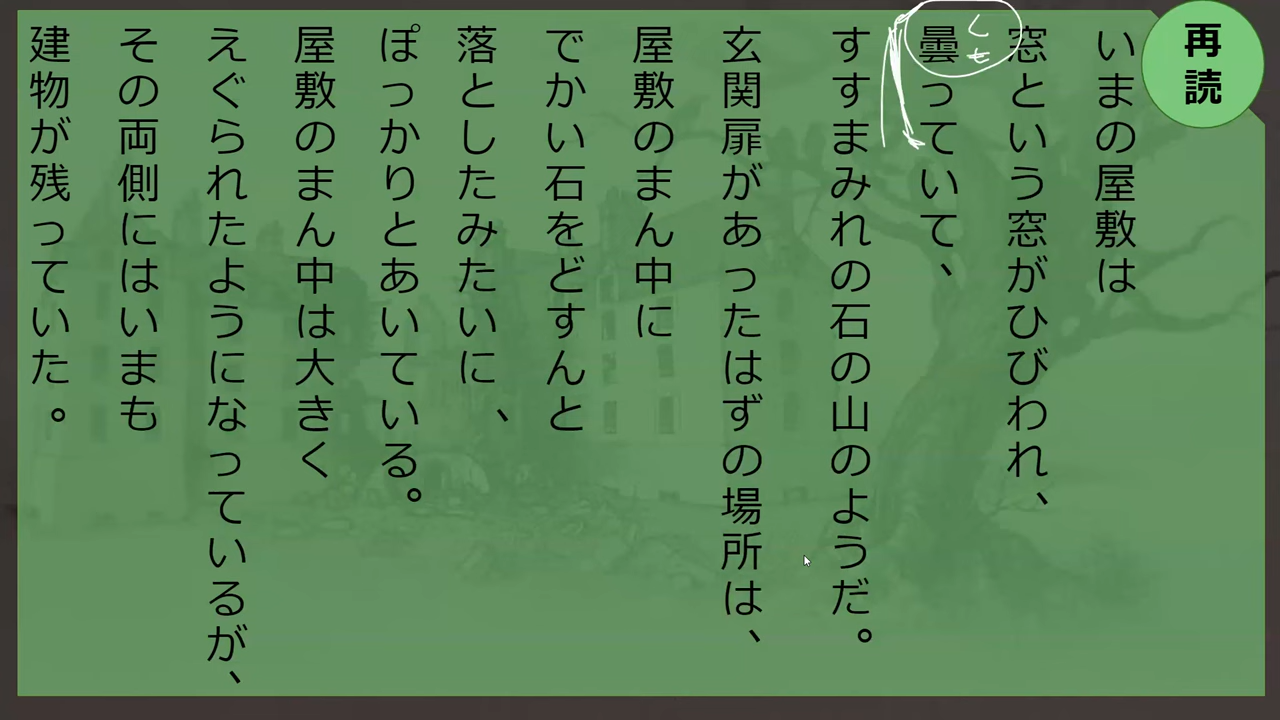 再読
いまの屋敷は
窓という窓がひびわれ、
くも
曇っていて、
すすまみれの石の山のようだ。
玄関扉があったはずの場所は、
屋敷のまん中に
でかい石をどすんと
落としたみたいに、
ぽっかりとあいている。
屋敷のまん中は大きく
えぐられたようになっているが、
その両側にはいまも
建物が残っていた。